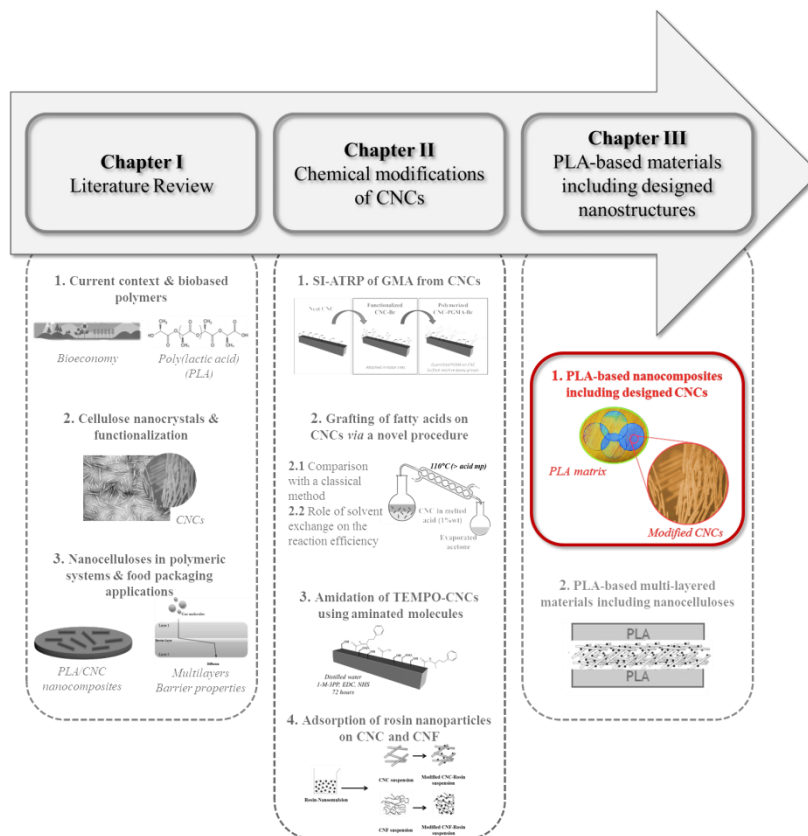 Chapter I
Literature Review
Chapter II
Chemical modifications
of CNCs
Chapter III
PLA-based materials
including designed
nanostructures
1. Current context & biobased
polymers
Bioeconomy
Poly(lactic acid)
(PLA)
2. Cellulose nanocrystals &
functionalization
CNCs
3. Nanocelluloses in polymeric
systems & food packaging
applications
Gas molecules
Layer 1
PLA/CNC
nanocomposites
Multilayers
Barrier properties
1. SI-ATRP of GMA from CNCs
Neat CNC
Functionalized
CNC-Br
Polymerized
CNC-PGMA-Br
2. Grafting of fatty acids on
CNCs via a novel procedure
2.1 Comparison
with a classical
method
2.2 Role of solvent
exchange on the
reaction efficiency
110°C (> acid mp)
CNC in melted
acid (1%wt)
Evaporated
acetone
3. Amidation of TEMPO-CNCs
using aminated molecules
Distilled water
1-M-3PP, EDC, NHS
72 hours
4. Adsorption of rosin nanoparticles
on CNC and CNF
Rosin Nanoemulsion
CNC suspension
Modified CNC-Rosin
suspension
CNF suspension
Modified CNF-Rosin
suspension
1. PLA-based nanocomposites
including designed CNCs
PLA matrix
Modified CNCs
2. PLA-based multi-layered
materials including nanocelluloses
PLA
PLA